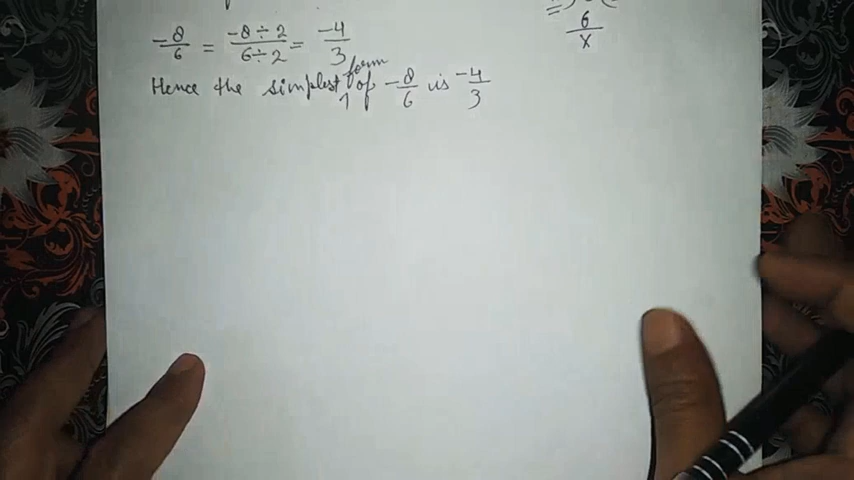 -8/6 = -8÷2/6÷2 = -4/3
Hence the simplest form of -8/6 is -4/3
6
x